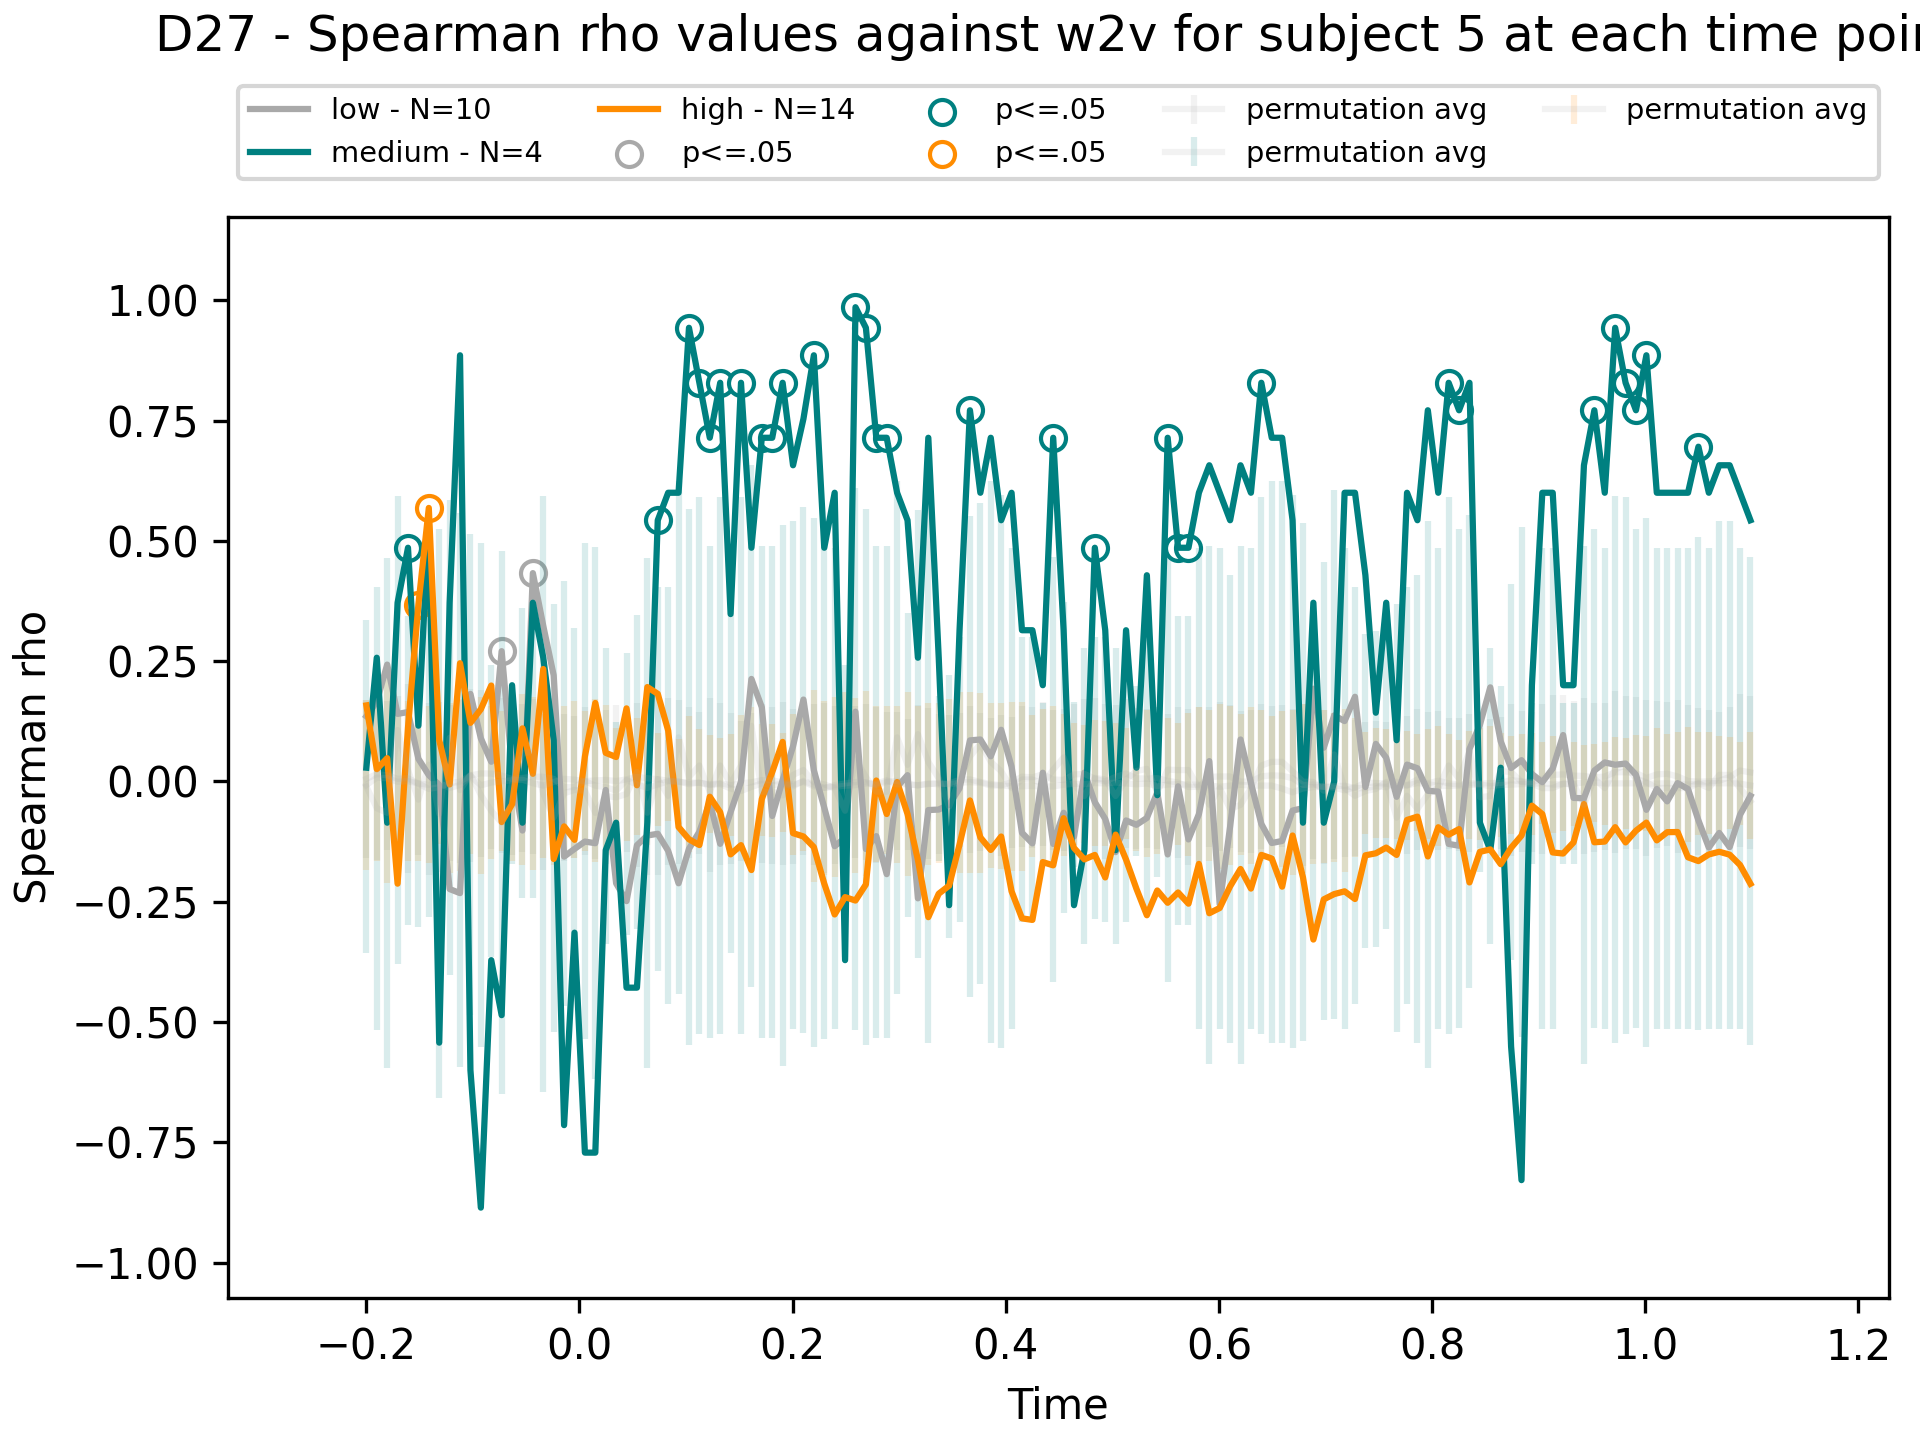 D27 - Spearman rho values against w2v for subject 5 at each time poi
low - N=10 high - N=14 p<=.05 permutation avg permutation avg
medium - N=4 p<=.05 p<=.05 permutation avg
1.00
0.75
0.50
0.25
0.00
−0.25
−0.50
−0.75
−1.00
Spearman rho
−0.2 0.0 0.2 0.4 0.6 0.8 1.0 1.2
Time